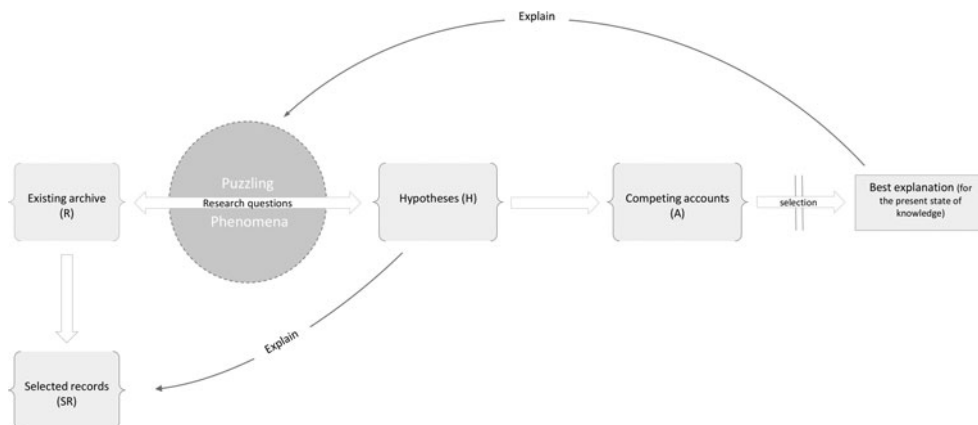 Explain
Puzzling
Research questions
Phenomena
Existing archive
(R)
Hypotheses (H)
Competing accounts
(A)
selection
Best explanation (for
the present state of
knowledge)
Explain
Selected records
(SR)